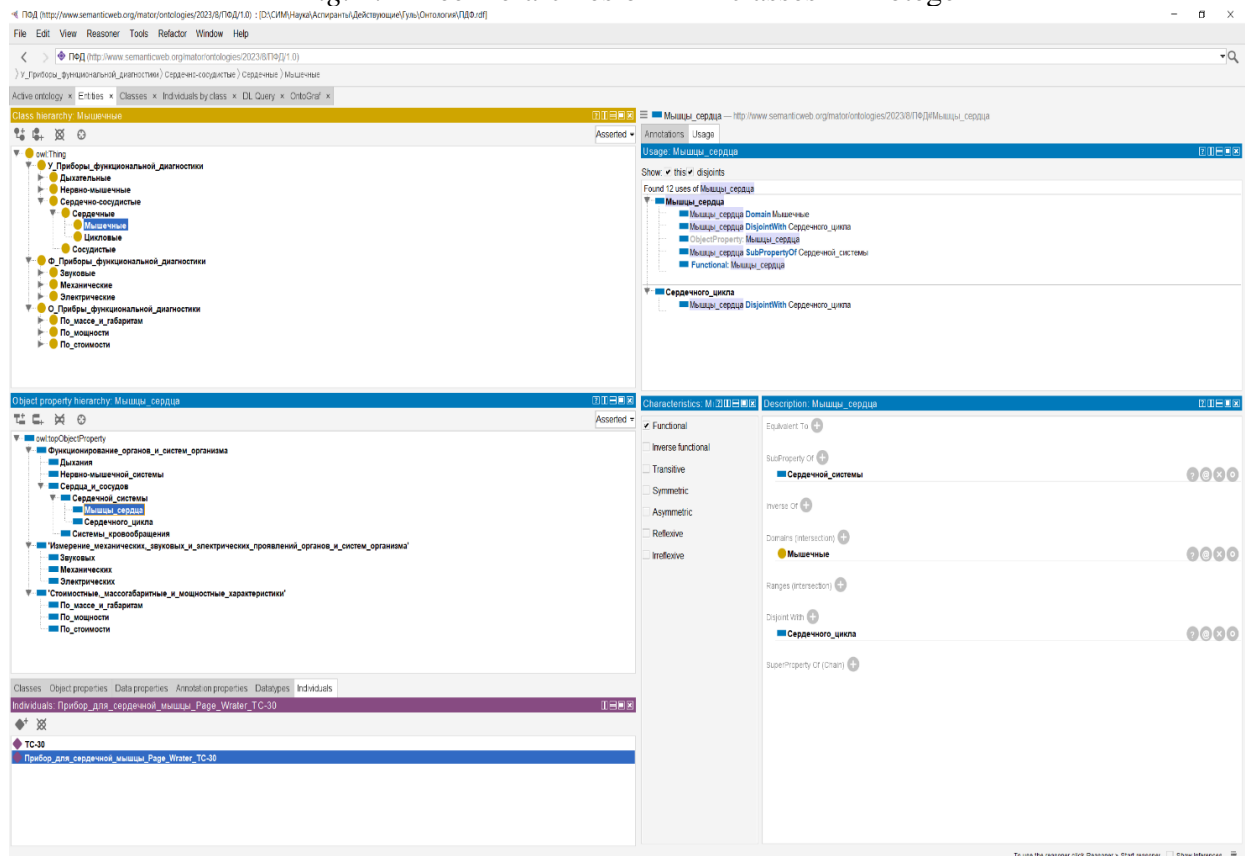 ПФД (http://www.semanticweb.org/mator/ontologies/2023/8/ПФД/1.0) : [D:\СИМ\Наука\Аспиранты\Действующие\Гуль\Онтология\ПДФ.rdf]
File Edit View Reasoner Tools Refactor Window Help
ПФД (http://www.semanticweb.org/mator/ontologies/2023/8/ПФД/1.0)
У_Приборы_функциональной_диагностики Сердечно-сосудистые Сердечные Мышечные
Active ontology × Entities × Classes × Individuals by class × DL Query × OntoGraf ×
Class hierarchy: Мышечные
Asserted
owl:Thing
У_Приборы_функциональной_диагностики
Дыхательные
Нервно-мышечные
Сердечно-сосудистые
Сердечные
Мышечные
Цикловые
Сосудистые
Ф_Приборы_функциональной_диагностики
Звуковые
Механические
Электрические
О_Прибры_функциональной_диагностики
По_массе_и_габаритам
По_мощности
По_стоимости
Мышцы_сердца — http://www.semanticweb.org/mator/ontologies/2023/8/ПФД#Мышцы_сердца
Annotations Usage
Usage: Мышцы_сердца
Show: ✔ this ✔ disjoints
Found 12 uses of Мышцы_сердца
Мышцы_сердца
Мышцы_сердца Domain Мышечные
Мышцы_сердца DisjointWith Сердечного_цикла
ObjectProperty: Мышцы_сердца
Мышцы_сердца SubPropertyOf Сердечной_системы
Functional: Мышцы_сердца
Сердечного_цикла
Мышцы_сердца DisjointWith Сердечного_цикла
Object property hierarchy: Мышцы_сердца
Asserted
owl:topObjectProperty
Функционирование_органов_и_систем_организма
Дыхания
Нервно-мышечной_системы
Сердца_и_сосудов
Сердечной_системы
Мышцы_сердца
Сердечного_цикла
Системы_кровообращения
'Измерение_механических,_звуковых_и_электрических_проявлений_органов_и_систем_организма'
Звуковых
Механических
Электрических
'Стоимостные,_массогабаритные_и_мощностные_характеристики'
По_массе_и_габаритам
По_мощности
По_стоимости
Characteristics: М
Functional
Inverse functional
Transitive
Symmetric
Asymmetric
Reflexive
Irreflexive
Description: Мышцы_сердца
Equivalent To
SubProperty Of
Сердечной_системы
Inverse Of
Domains (intersection)
Мышечные
Ranges (intersection)
Disjoint With
Сердечного_цикла
SuperProperty Of (Chain)
Classes Object properties Data properties Annotation properties Datatypes Individuals
Individuals: Прибор_для_сердечной_мышцы_Page_Wrater_TC-30
TC-30
Прибор_для_сердечной_мышцы_Page_Wrater_TC-30
To use the reasoner click Reasoner > Start reasoner Show Inferences